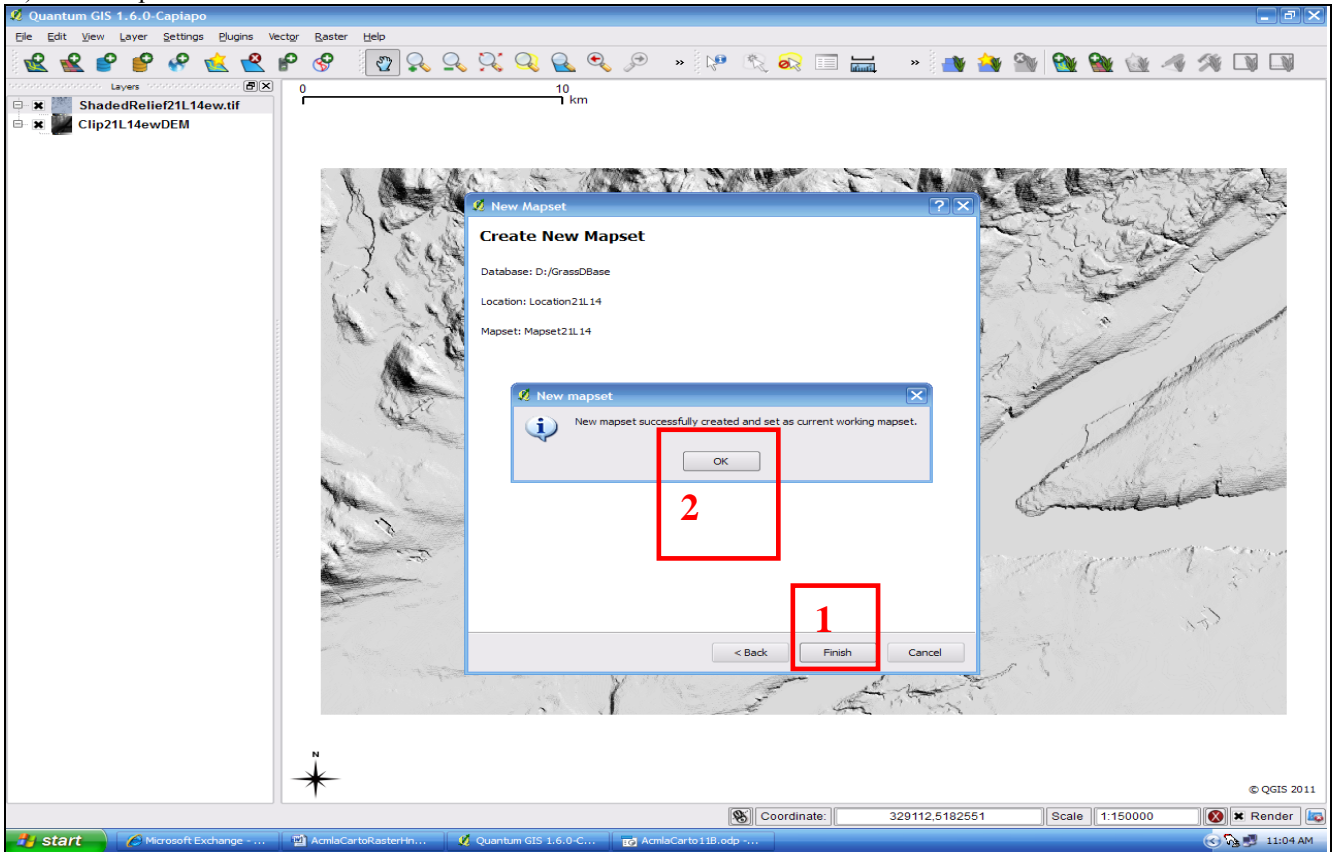 Quantum GIS 1.6.0-Capiapo
File Edit View Layer Settings Plugins Vector Raster Help
Layers
ShadedRelief21L14ew.tif
Clip21L14ewDEM
0 10
km
New Mapset
Create New Mapset
Database: D:/GrassDBase
Location: Location21L14
Mapset: Mapset21L14
New mapset
New mapset successfully created and set as current working mapset.
OK
2
1
< Back Finish Cancel
N
© QGIS 2011
Coordinate: 329112,5182551 Scale 1:150000 Render
start Microsoft Exchange - ... AcmlaCartoRasterHn... Quantum GIS 1.6.0-C... AcmlaCarto11B.odp -... 11:04 AM